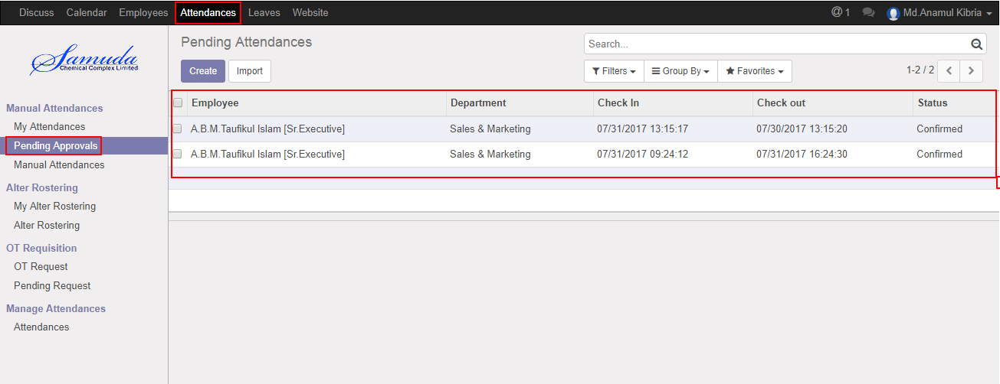 Discuss Calendar Employees Attendances Leaves Website @ 1 Md.Anamul Kibria
Samuda
Chemical Complex Limited
Pending Attendances
Search...
Create Import
Filters Group By Favorites 1-2 / 2
Manual Attendances
My Attendances
Pending Approvals
Manual Attendances
Alter Rostering
My Alter Rostering
Alter Rostering
OT Requisition
OT Request
Pending Request
Manage Attendances
Attendances
Employee Department Check In Check out Status
A.B.M.Taufikul Islam [Sr.Executive] Sales & Marketing 07/31/2017 13:15:17 07/30/2017 13:15:20 Confirmed
A.B.M.Taufikul Islam [Sr.Executive] Sales & Marketing 07/31/2017 09:24:12 07/31/2017 16:24:30 Confirmed